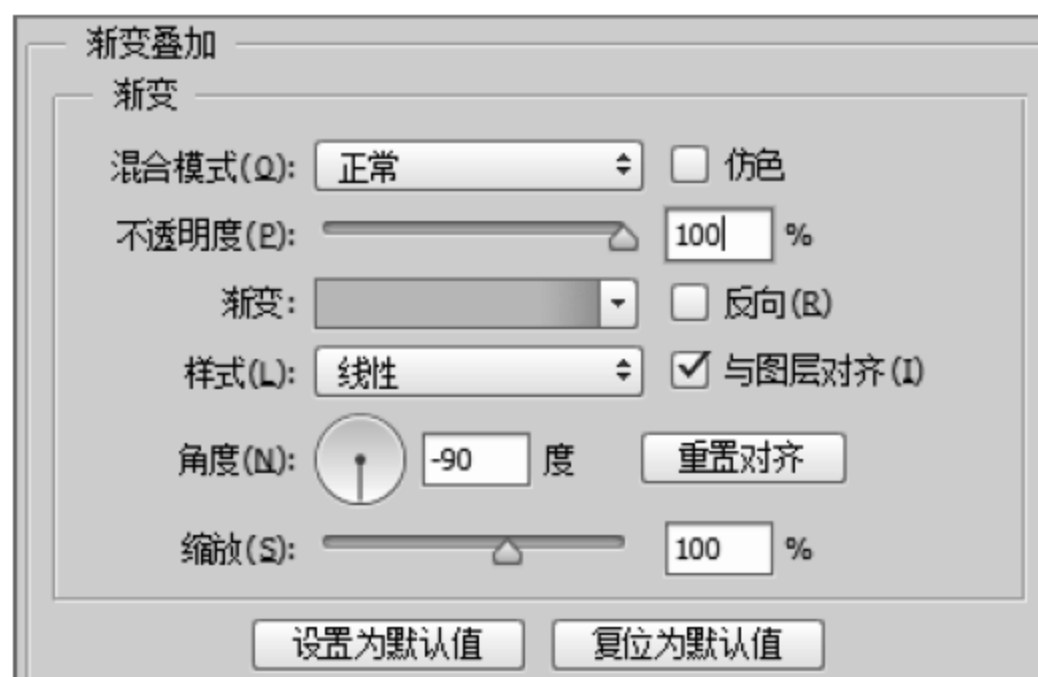 渐变叠加
渐变
混合模式(O): 正常 仿色
不透明度(P): 100 %
渐变: 反向(R)
样式(L): 线性 与图层对齐(I)
角度(N): -90 度 重置对齐
缩放(S): 100 %
设置为默认值 复位为默认值